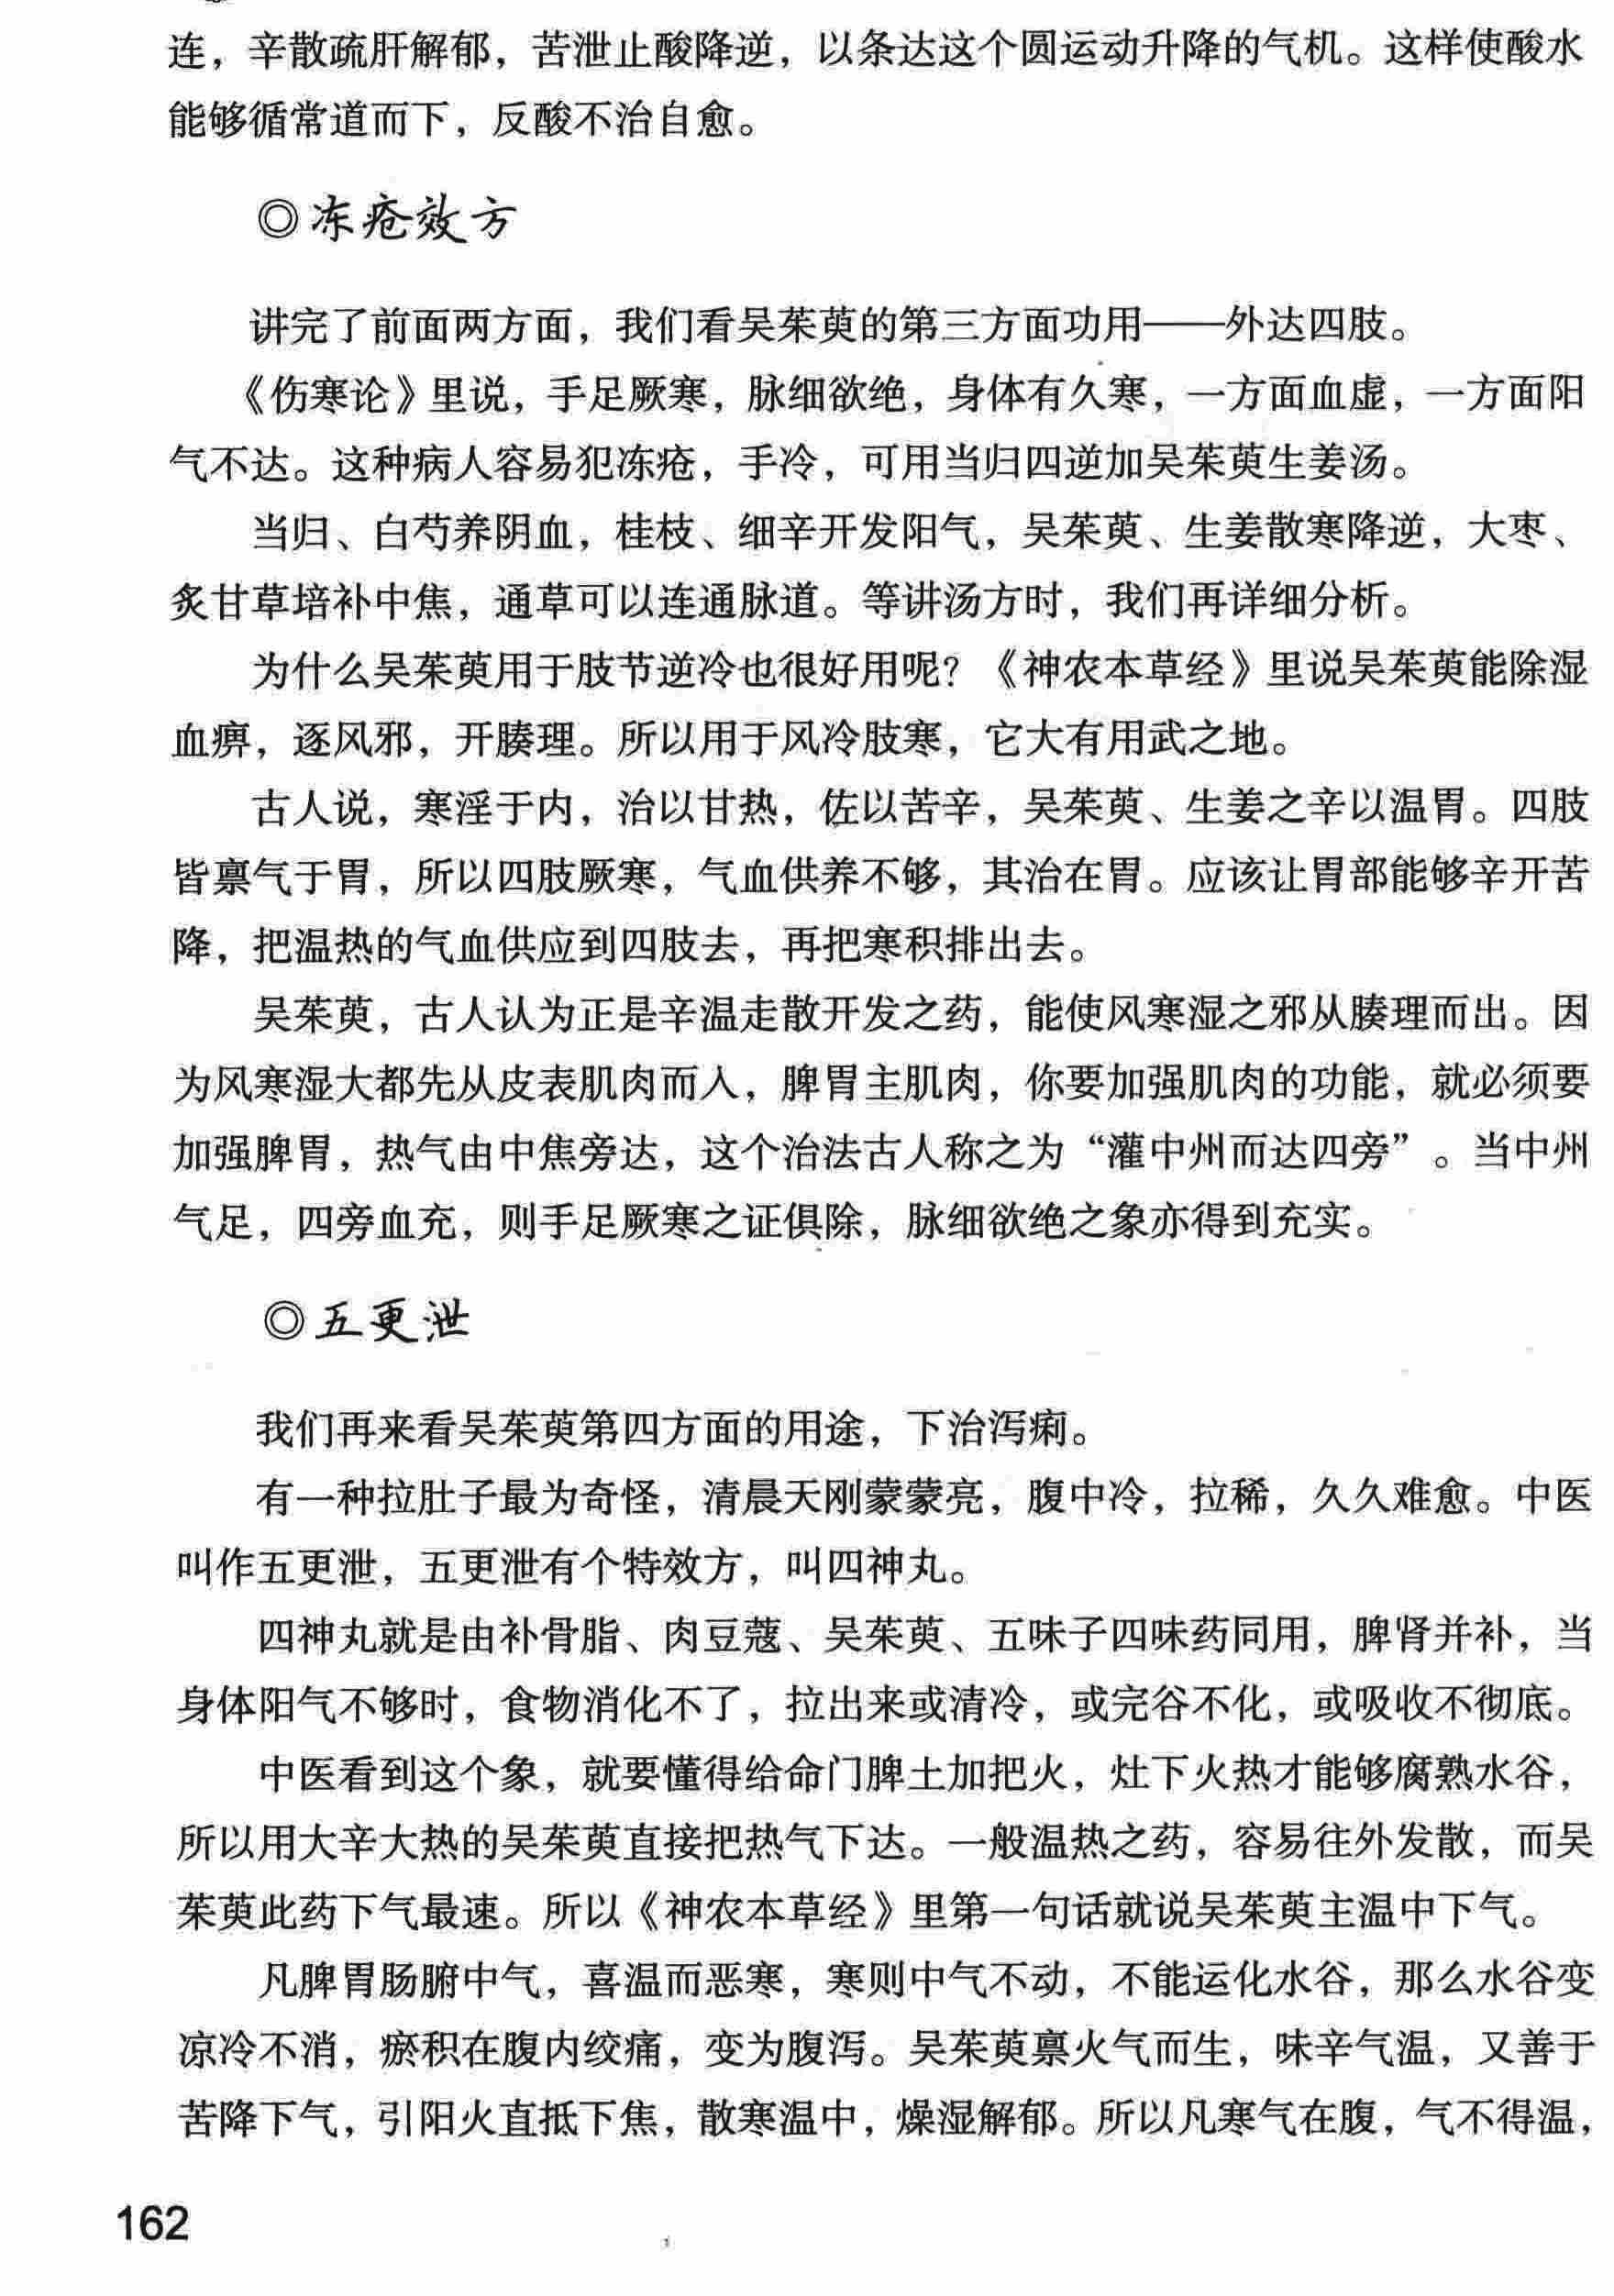 连，辛散疏肝解郁，苦泄止酸降逆，以条达这个圆运动升降的气机。这样使酸水
能够循常道而下，反酸不治自愈。
◎冻疮效方
讲完了前面两方面，我们看吴茱萸的第三方面功用——外达四肢。
《伤寒论》里说，手足厥寒，脉细欲绝，身体有久寒，一方面血虚，一方面阳
气不达。这种病人容易犯冻疮，手冷，可用当归四逆加吴茱萸生姜汤。
当归、白芍养阴血，桂枝、细辛开发阳气，吴茱萸、生姜散寒降逆，大枣、
炙甘草培补中焦，通草可以连通脉道。等讲汤方时，我们再详细分析。
为什么吴茱萸用于肢节逆冷也很好用呢？《神农本草经》里说吴茱萸能除湿
血痹，逐风邪，开腠理。所以用于风冷肢寒，它大有用武之地。
古人说，寒淫于内，治以甘热，佐以苦辛，吴茱萸、生姜之辛以温胃。四肢
皆禀气于胃，所以四肢厥寒，气血供养不够，其治在胃。应该让胃部能够辛开苦
降，把温热的气血供应到四肢去，再把寒积排出去。
吴茱萸，古人认为正是辛温走散开发之药，能使风寒湿之邪从腠理而出。因
为风寒湿大都先从皮表肌肉而入，脾胃主肌肉，你要加强肌肉的功能，就必须要
加强脾胃，热气由中焦旁达，这个治法古人称之为“灌中州而达四旁”。当中州
气足，四旁血充，则手足厥寒之证俱除，脉细欲绝之象亦得到充实。
◎五更泄
我们再来看吴茱萸第四方面的用途，下治泻痢。
有一种拉肚子最为奇怪，清晨天刚蒙蒙亮，腹中冷，拉稀，久久难愈。中医
叫作五更泄，五更泄有个特效方，叫四神丸。
四神丸就是由补骨脂、肉豆蔻、吴茱萸、五味子四味药同用，脾肾并补，当
身体阳气不够时，食物消化不了，拉出来或清冷，或完谷不化，或吸收不彻底。
中医看到这个象，就要懂得给命门脾土加把火，灶下火热才能够腐熟水谷，
所以用大辛大热的吴茱萸直接把热气下达。一般温热之药，容易往外发散，而吴
茱萸此药下气最速。所以《神农本草经》里第一句话就说吴茱萸主温中下气。
凡脾胃肠腑中气，喜温而恶寒，寒则中气不动，不能运化水谷，那么水谷变
凉冷不消，瘀积在腹内绞痛，变为腹泻。吴茱萸禀火气而生，味辛气温，又善于
苦降下气，引阳火直抵下焦，散寒温中，燥湿解郁。所以凡寒气在腹，气不得温，
162